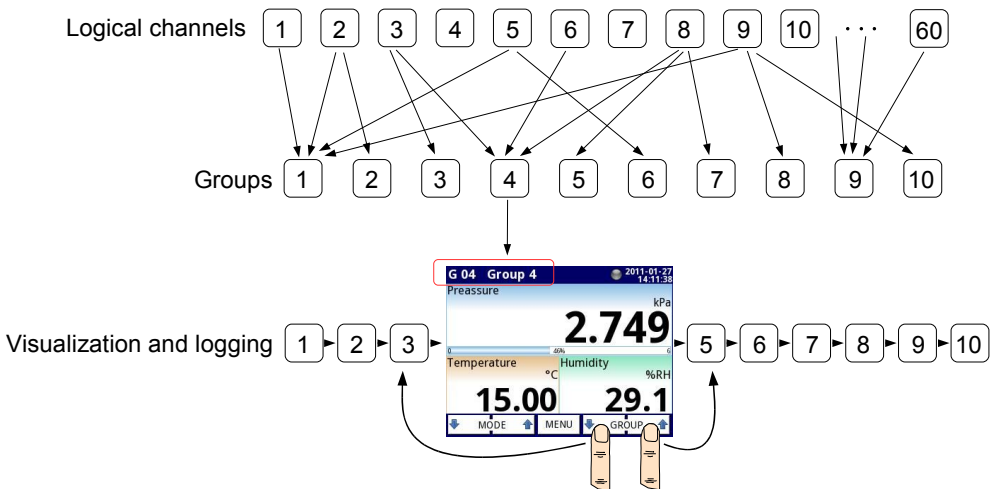 Logical channels 1 2 3 4 5 6 7 8 9 10 ... 60
Groups 1 2 3 4 5 6 7 8 9 10
G 04 Group 4 2011-01-27
14:11:38
Preassure
kPa
2.749
0 46% 6
Visualization and logging 1 2 3 5 6 7 8 9 10
Temperature Humidity
°C %RH
15.00 29.1
MODE MENU GROUP